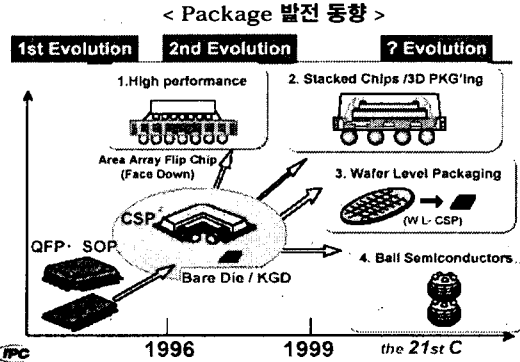 < Package 발전 동향 >
1st Evolution
2nd Evolution
? Evolution
1.High performance
Area Array Flip Chip
(Face Down)
2. Stacked Chips /3D PKG'ing
3. Wafer Level Packaging
(WL- CSP)
4. Ball Semiconductors
CSP
QFP· SOP
Bare Die / KGD
IPC
1996
1999
the 21st C